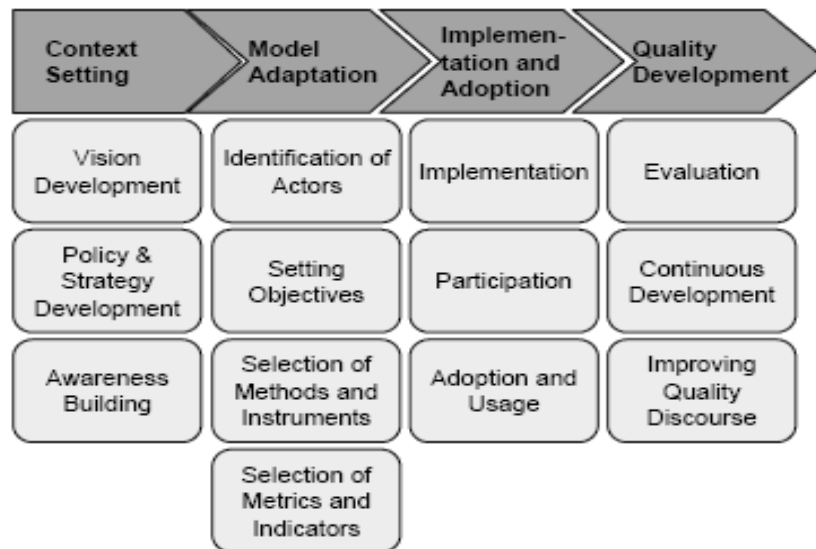 Context
Setting
Model
Adaptation
Implemen-
tation and
Adoption
Quality
Development
Vision
Development
Policy &
Strategy
Development
Awareness
Building
Identification of
Actors
Setting
Objectives
Selection of
Methods and
Instruments
Selection of
Metrics and
Indicators
Implementation
Participation
Adoption and
Usage
Evaluation
Continuous
Development
Improving
Quality
Discourse